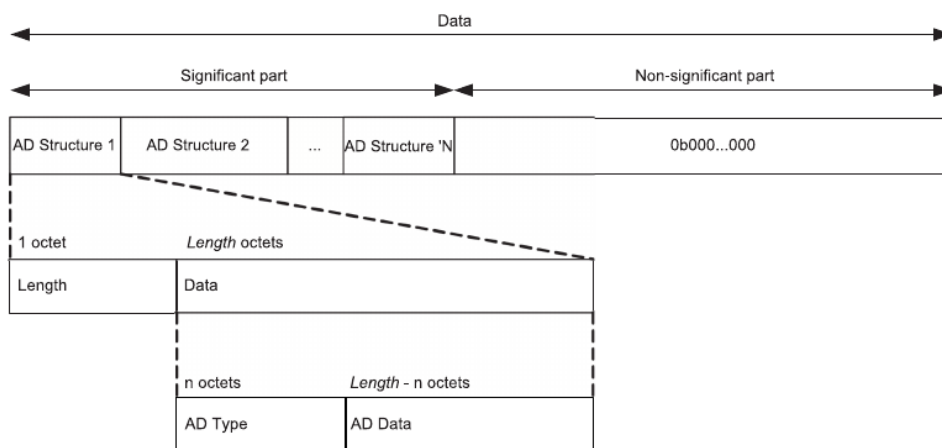 Data
Significant part Non-significant part
AD Structure 1 AD Structure 2 ... AD Structure 'N 0b000...000
1 octet Length octets
Length Data
n octets Length - n octets
AD Type AD Data